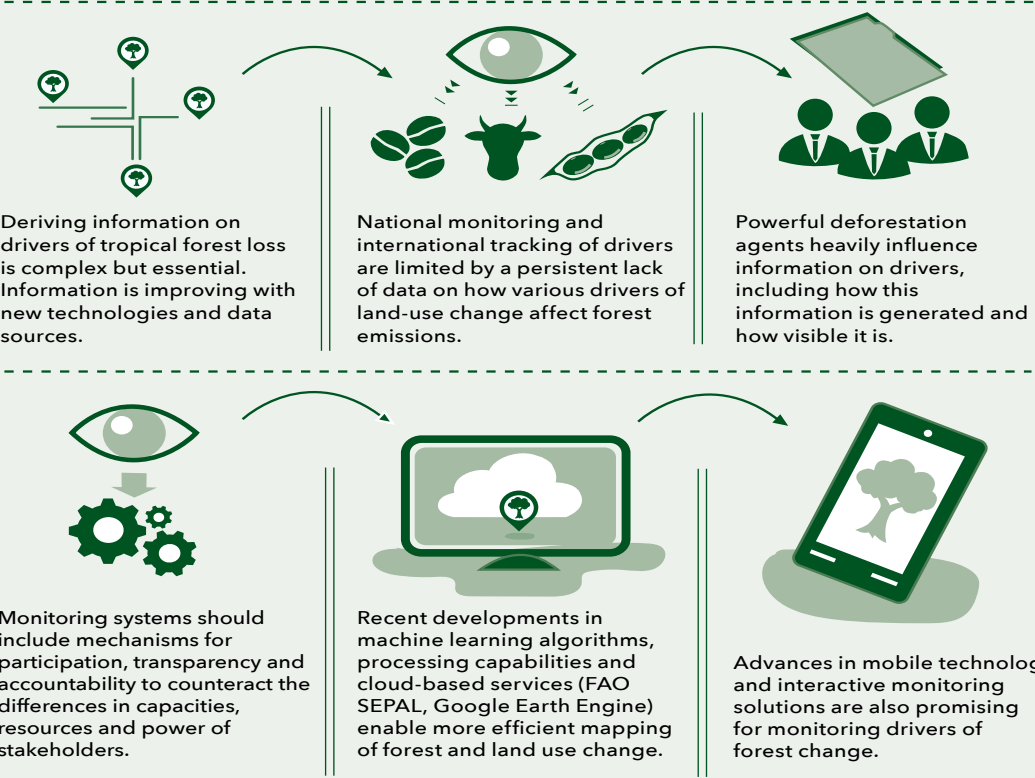 Deriving information on
drivers of tropical forest loss
is complex but essential.
Information is improving with
new technologies and data
sources.
National monitoring and
international tracking of drivers
are limited by a persistent lack
of data on how various drivers of
land-use change affect forest
emissions.
Powerful deforestation
agents heavily influence
information on drivers,
including how this
information is generated and
how visible it is.
Monitoring systems should
include mechanisms for
participation, transparency and
accountability to counteract the
differences in capacities,
resources and power of
stakeholders.
Recent developments in
machine learning algorithms,
processing capabilities and
cloud-based services (FAO
SEPAL, Google Earth Engine)
enable more efficient mapping
of forest and land use change.
Advances in mobile technolog
and interactive monitoring
solutions are also promising
for monitoring drivers of
forest change.